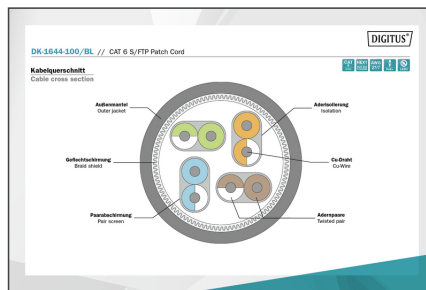 DIGITUS®
DK-1644-100/BL // CAT 6 S/FTP Patch Cord
Kabelquerschnitt
Cable cross section
Außenmantel
Outer jacket
Aderisolierung
Isolation
Geflechtschirmung
Braid shield
Cu-Draht
Cu-Wire
Paarabschirmung
Pair screen
Adernpaare
Twisted pair